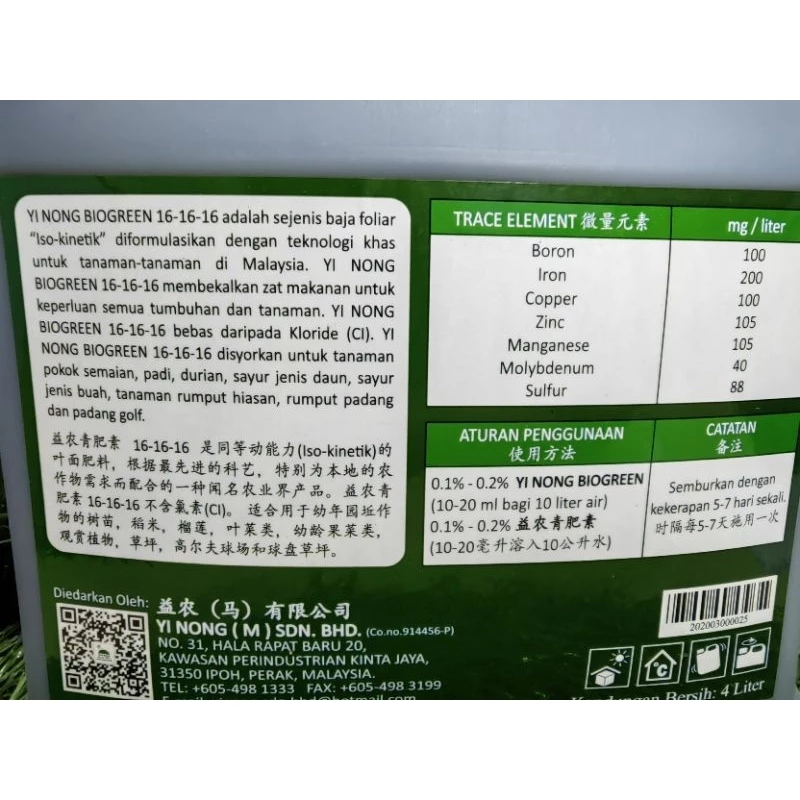 YI NONG BIOGREEN 16-16-16 adalah sejenis baja foliar
"Iso-kinetik" diformulasikan dengan teknologi khas
untuk tanaman-tanaman di Malaysia. YI NONG
BIOGREEN 16-16-16 membekalkan zat makanan untuk
keperluan semua tumbuhan dan tanaman. YI NONG
BIOGREEN 16-16-16 bebas daripada Kloride (CI). YI
NONG BIOGREEN 16-16-16 disyorkan untuk tanaman
pokok semaian, padi, durian, sayur jenis daun, sayur
jenis buah, tanaman rumput hiasan, rumput padang
dan padang golf.
益农青肥素 16-16-16 是同等动能力(Iso-kinetik)的
叶面肥料，根据最先进的科艺，特别为本地的农
作物需求而配合的一种闻名农业界产品。益农青
肥素 16-16-16 不含氯素(CI)。 适合用于幼年园坵作
物的树苗，稻米，榴莲，叶菜类，幼龄果菜类，
观赏植物，草坪，高尔夫球场和球盘草坪。
TRACE ELEMENT 微量元素 mg / liter
Boron 100
Iron 200
Copper 100
Zinc 105
Manganese 105
Molybdenum 40
Sulfur 88
ATURAN PENGGUNAAN
使用方法
CATATAN
备注
0.1% - 0.2% YI NONG BIOGREEN
(10-20 ml bagi 10 liter air)
0.1% - 0.2% 益农青肥素
(10-20毫升溶入10公升水)
Semburkan dengan
kekerapan 5-7 hari sekali.
时隔每5-7天施用一次
Diedarkan Oleh: 益农（马）有限公司
YI NONG ( M ) SDN. BHD. (Co.no.914456-P)
NO. 31, HALA RAPAT BARU 20,
KAWASAN PERINDUSTRIAN KINTA JAYA,
31350 IPOH, PERAK, MALAYSIA.
TEL: +605-498 1333 FAX: +605-498 3199
202003000025
°C
Kandungan Bersih: 4 Liter